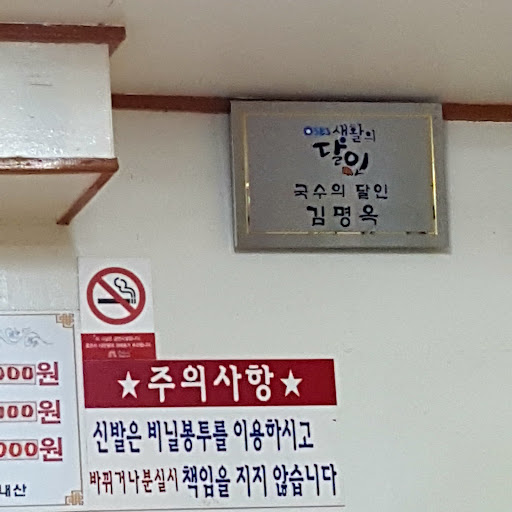 SBS 생활의
달인
국수의 달인
김명옥
★주의사항★
000원
신발은 비닐봉투를 이용하시고
000원
바뀌거나분실시 책임을 지지 않습니다
000원
내산